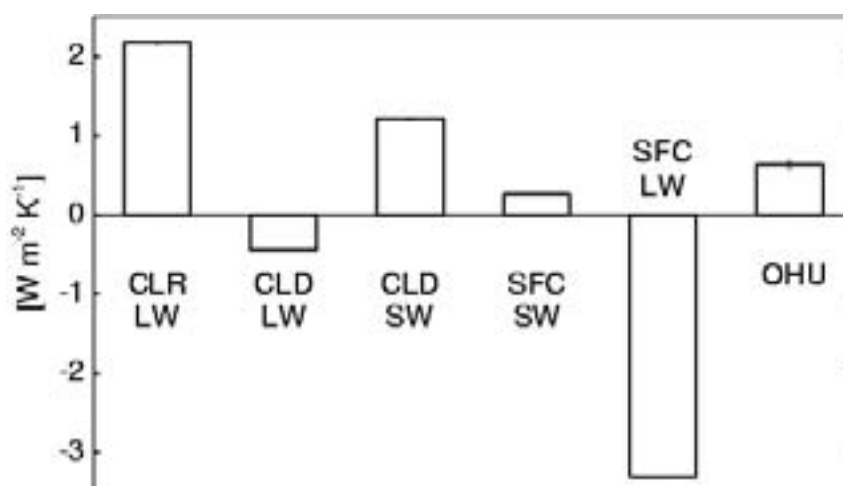 2
1
0
-1
-2
-3
[W m⁻² K⁻¹]
CLR
LW
CLD
LW
CLD
SW
SFC
SW
SFC
LW
OHU